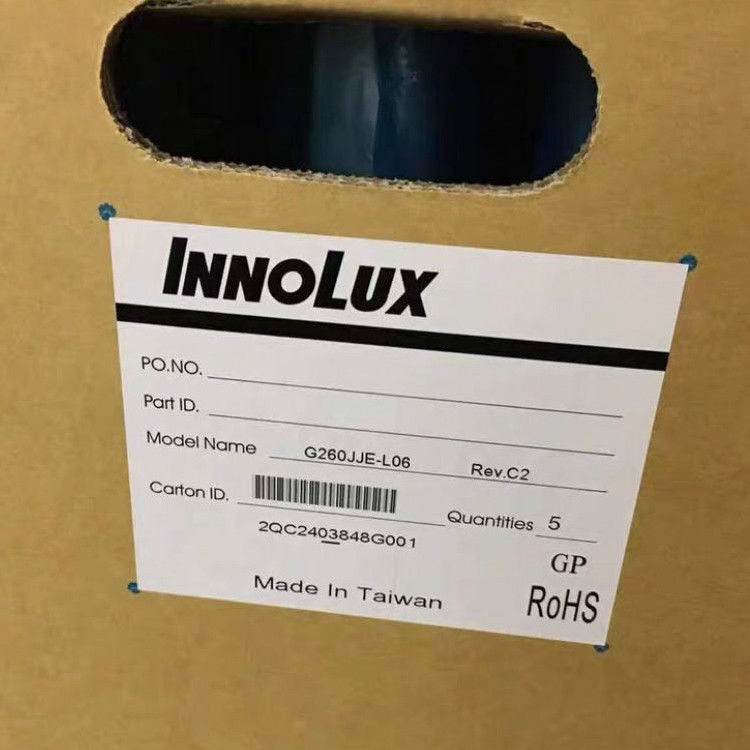 INNOLUX
PO.NO.
Part ID.
Model Name G260JJE-L06 Rev.C2
Carton ID. Quantities 5
2QC2403848G001
GP
Made In Taiwan RoHS